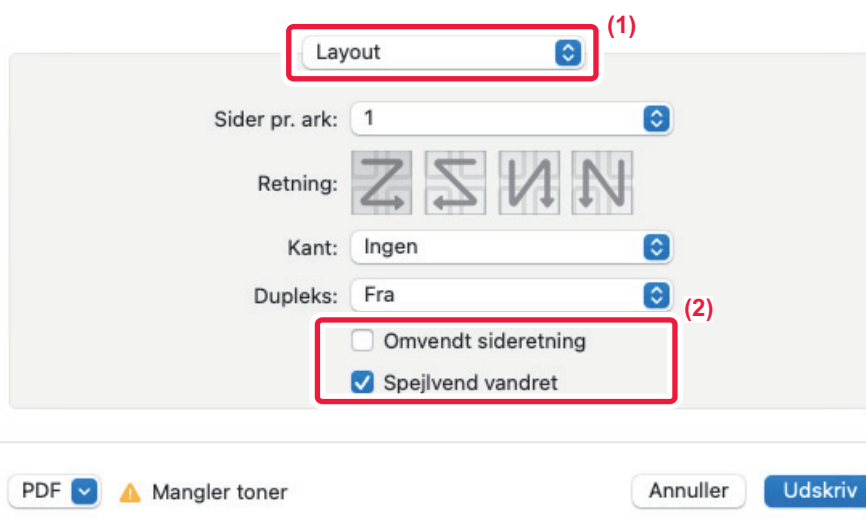 (1)
Layout
Sider pr. ark: 1
Retning:
Kant: Ingen
Dupleks: Fra
(2)
Omvendt sideretning
Spejlvend vandret
PDF Mangler toner Annuller Udskriv